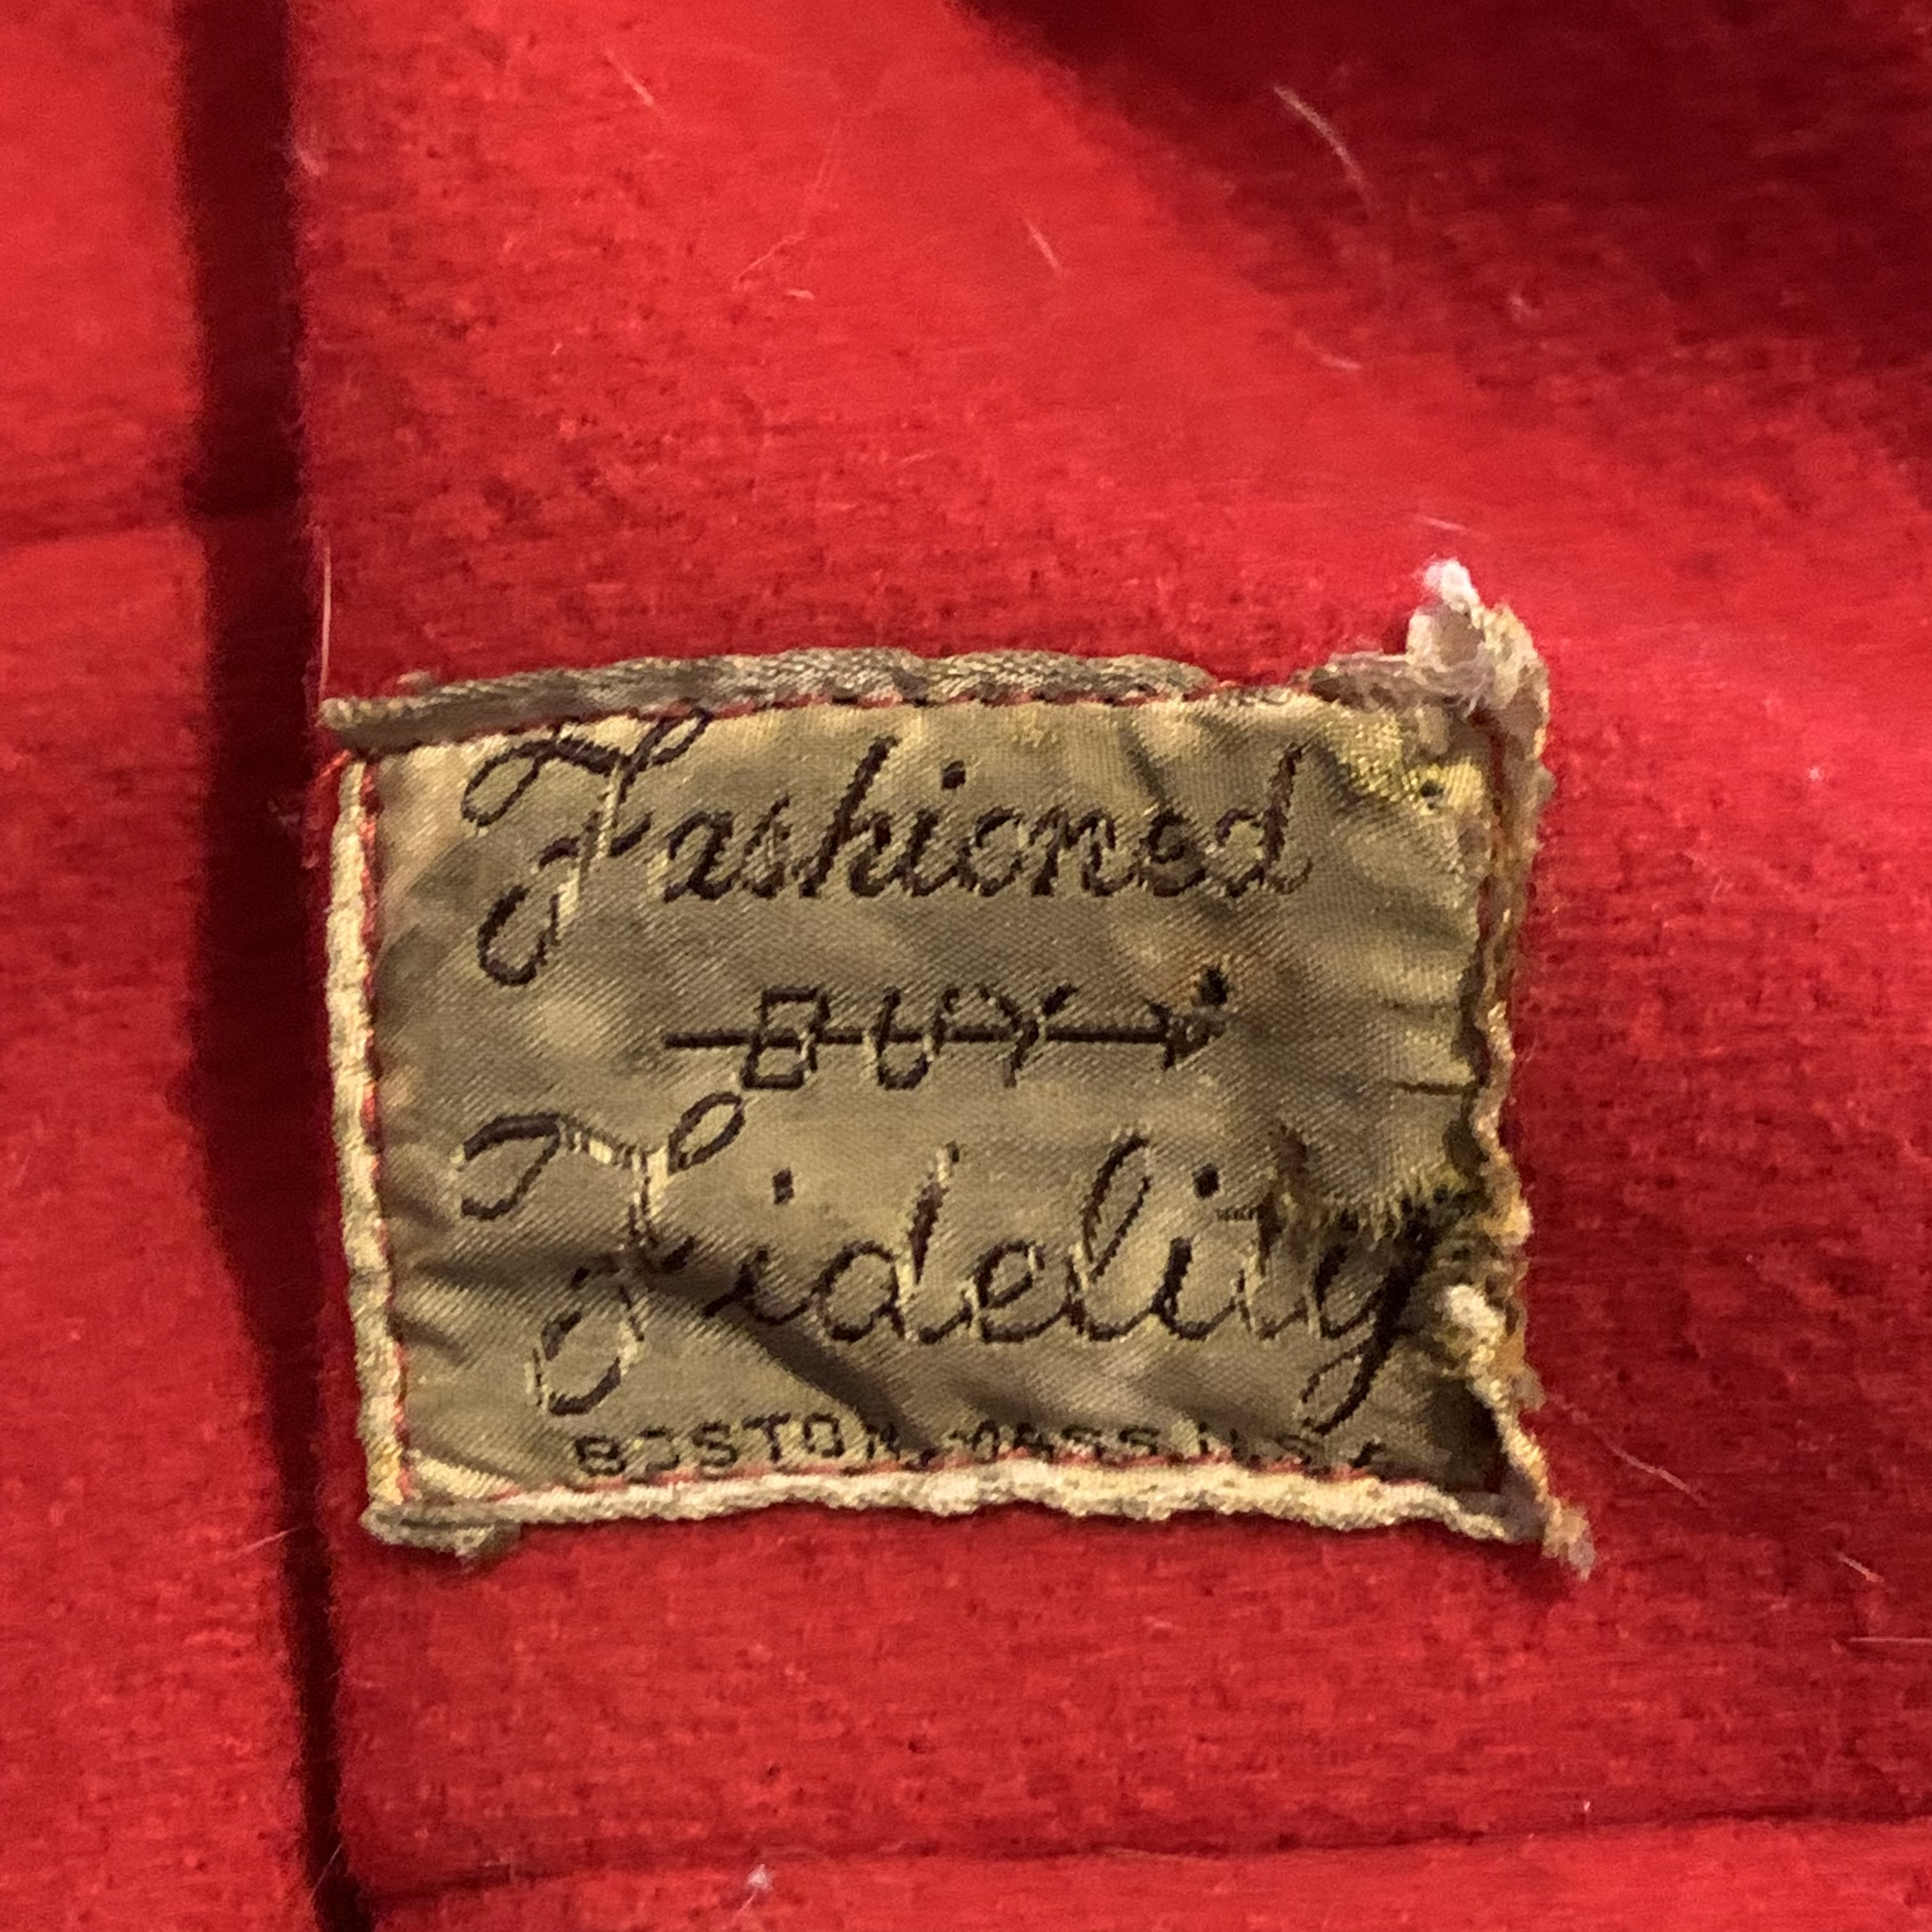 Fashioned
BY
Fidelity
BOSTON, MASS. U.S.A.